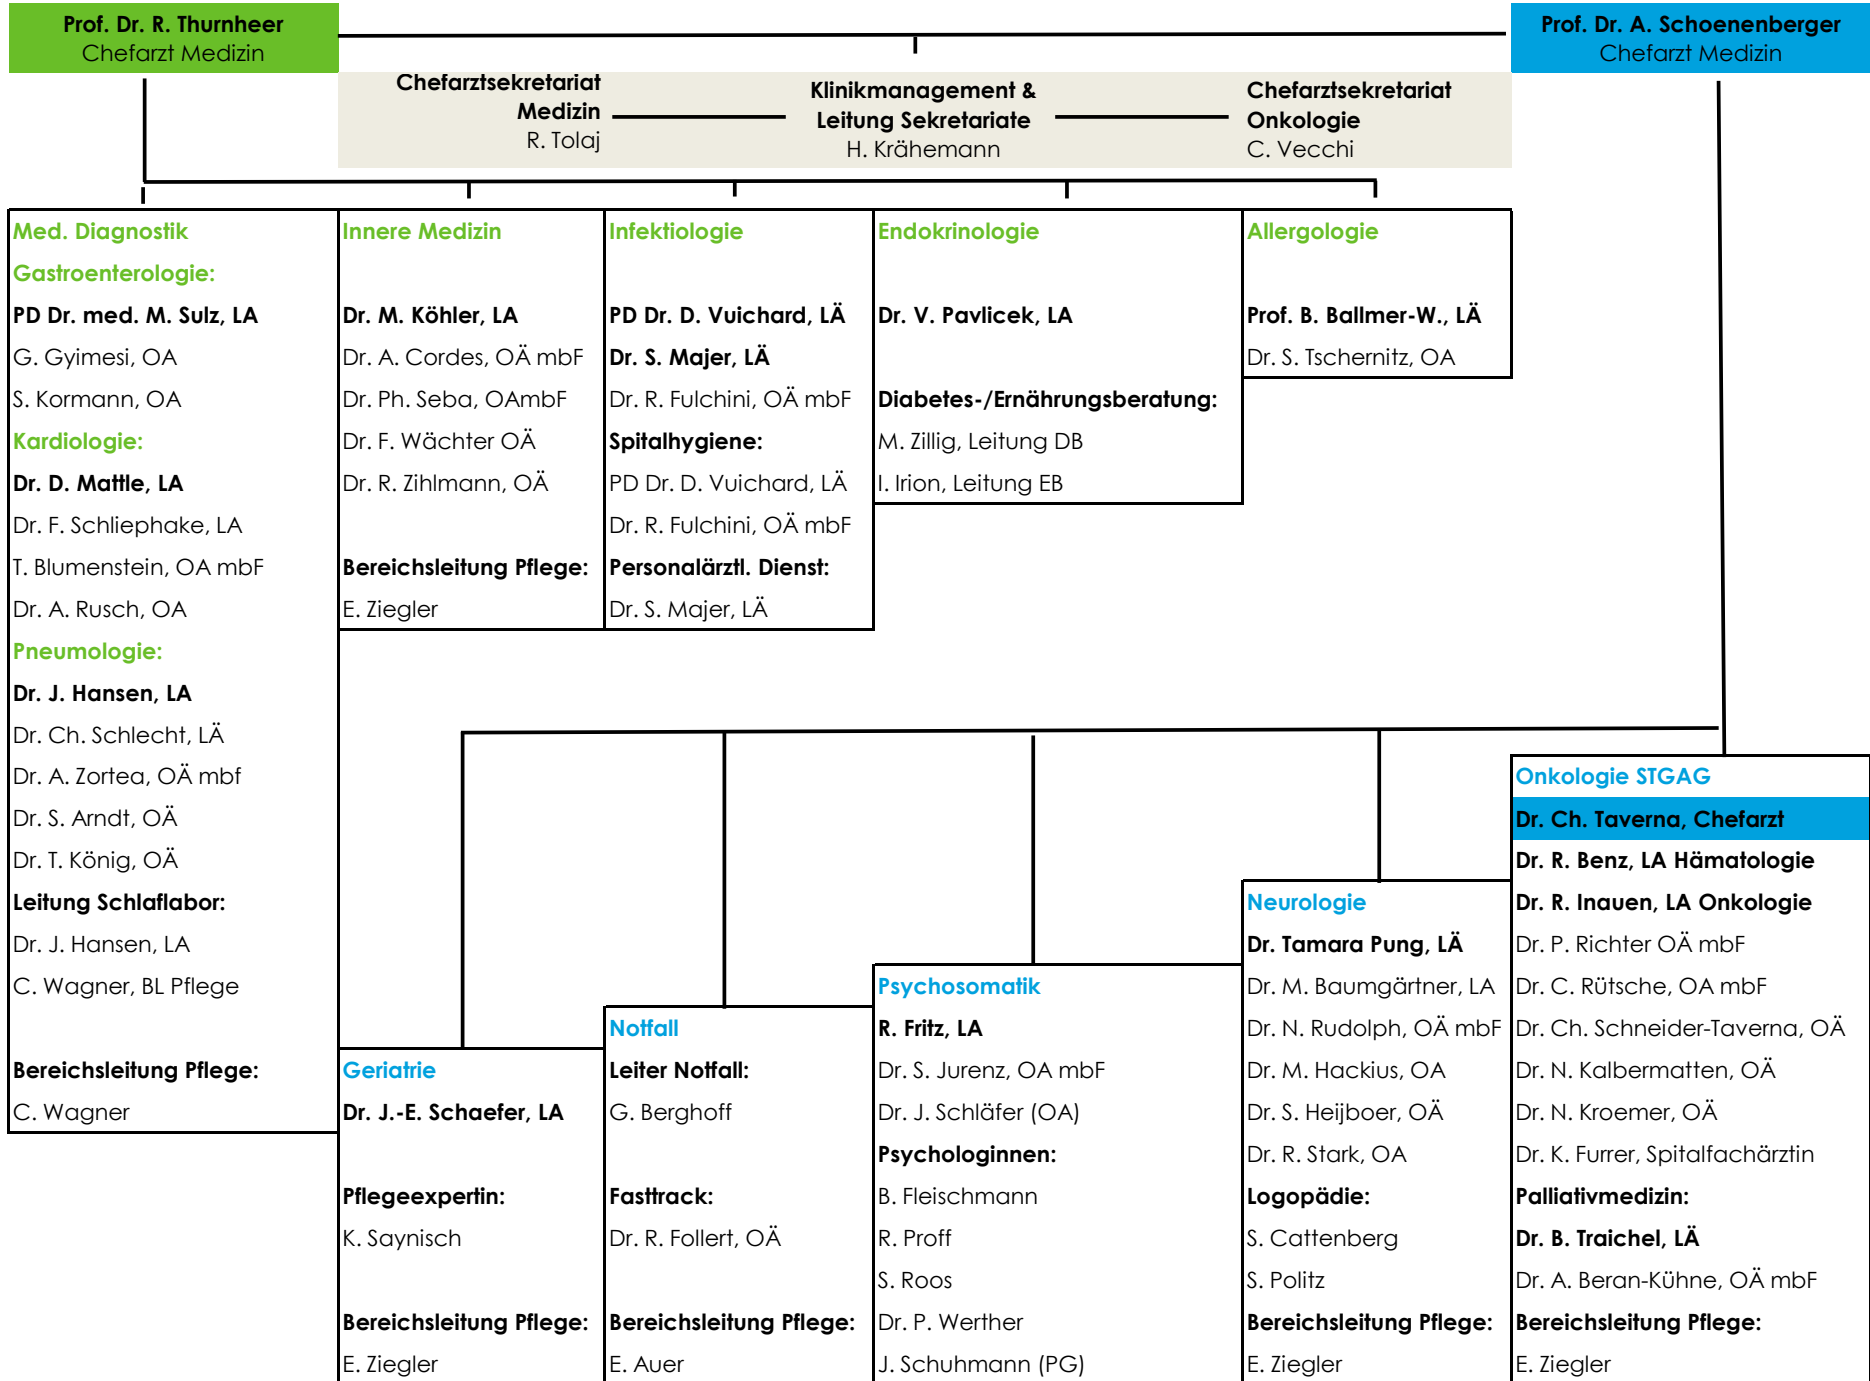 Prof. Dr. R. Thurnheer
Chefarzt Medizin
Prof. Dr. A. Schoenenberger
Chefarzt Medizin
Chefarztsekretariat
Medizin
R. Tolaj
Klinikmanagement &
Leitung Sekretariate
H. Krähemann
Chefarztsekretariat
Onkologie
C. Vecchi
Med. Diagnostik
Gastroenterologie:
PD Dr. med. M. Sulz, LA
G. Gyimesi, OA
S. Kormann, OA
Kardiologie:
Dr. D. Mattle, LA
Dr. F. Schliephake, LA
T. Blumenstein, OA mbF
Dr. A. Rusch, OA
Pneumologie:
Dr. J. Hansen, LA
Dr. Ch. Schlecht, LÄ
Dr. A. Zortea, OÄ mbf
Dr. S. Arndt, OÄ
Dr. T. König, OÄ
Leitung Schlaflabor:
Dr. J. Hansen, LA
C. Wagner, BL Pflege
Bereichsleitung Pflege:
C. Wagner
Innere Medizin
Dr. M. Köhler, LA
Dr. A. Cordes, OÄ mbF
Dr. Ph. Seba, OAmbF
Dr. F. Wächter OÄ
Dr. R. Zihlmann, OÄ
Bereichsleitung Pflege:
E. Ziegler
Infektiologie
PD Dr. D. Vuichard, LÄ
Dr. S. Majer, LÄ
Dr. R. Fulchini, OÄ mbF
Spitalhygiene:
PD Dr. D. Vuichard, LÄ
Dr. R. Fulchini, OÄ mbF
Personalärztl. Dienst:
Dr. S. Majer, LÄ
Endokrinologie
Dr. V. Pavlicek, LA
Diabetes-/Ernährungsberatung:
M. Zillig, Leitung DB
I. Irion, Leitung EB
Allergologie
Prof. B. Ballmer-W., LÄ
Dr. S. Tschernitz, OA
Geriatrie
Dr. J.-E. Schaefer, LA
Pflegeexpertin:
K. Saynisch
Bereichsleitung Pflege:
E. Ziegler
Notfall
Leiter Notfall:
G. Berghoff
Fasttrack:
Dr. R. Follert, OÄ
Bereichsleitung Pflege:
E. Auer
Psychosomatik
R. Fritz, LA
Dr. S. Jurenz, OA mbF
Dr. J. Schläfer (OA)
Psychologinnen:
B. Fleischmann
R. Proff
S. Roos
Dr. P. Werther
J. Schuhmann (PG)
Neurologie
Dr. Tamara Pung, LÄ
Dr. M. Baumgärtner, LA
Dr. N. Rudolph, OÄ mbF
Dr. M. Hackius, OA
Dr. S. Heijboer, OÄ
Dr. R. Stark, OA
Logopädie:
S. Cattenberg
S. Politz
Bereichsleitung Pflege:
E. Ziegler
Onkologie STGAG
Dr. Ch. Taverna, Chefarzt
Dr. R. Benz, LA Hämatologie
Dr. R. Inauen, LA Onkologie
Dr. P. Richter OÄ mbF
Dr. C. Rütsche, OA mbF
Dr. Ch. Schneider-Taverna, OÄ
Dr. N. Kalbermatten, OÄ
Dr. N. Kroemer, OÄ
Dr. K. Furrer, Spitalfachärztin
Palliativmedizin:
Dr. B. Traichel, LÄ
Dr. A. Beran-Kühne, OÄ mbF
Bereichsleitung Pflege:
E. Ziegler